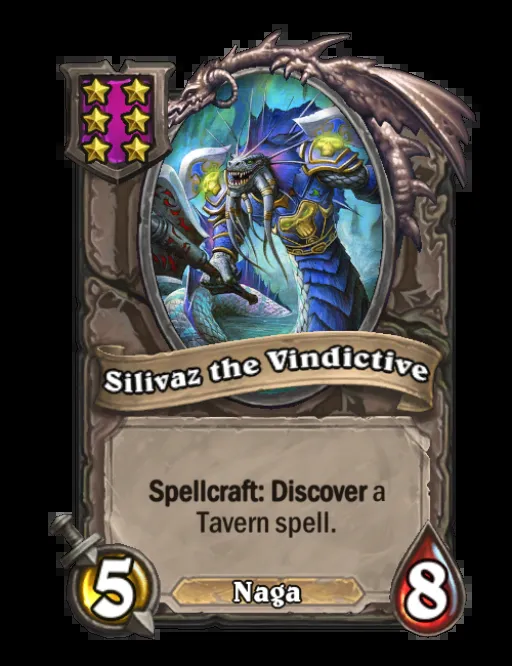 Silivaz the Vindictive
Spellcraft: Discover a
Tavern spell.
5
Naga
8